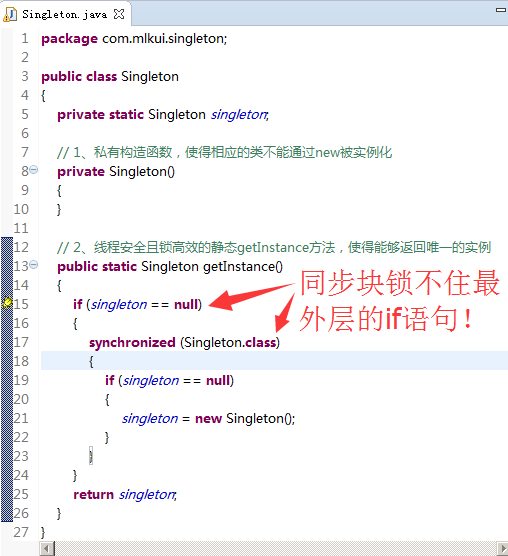 Singleton.java
1 package com.mlkui.singleton;
2
3 public class Singleton
4 {
5 private static Singleton singleton;
6
7 // 1、私有构造函数，使得相应的类不能通过new被实例化
8 private Singleton()
9 {
10 }
11
12 // 2、线程安全且锁高效的静态getInstance方法，使得能够返回唯一的实例
13 public static Singleton getInstance()
14 {
15 if (singleton == null)
16 {
17 synchronized (Singleton.class)
18 {
19 if (singleton == null)
20 {
21 singleton = new Singleton();
22 }
23 }
24 }
25 return singleton;
26 }
27 }
同步块锁不住最
外层的if语句！